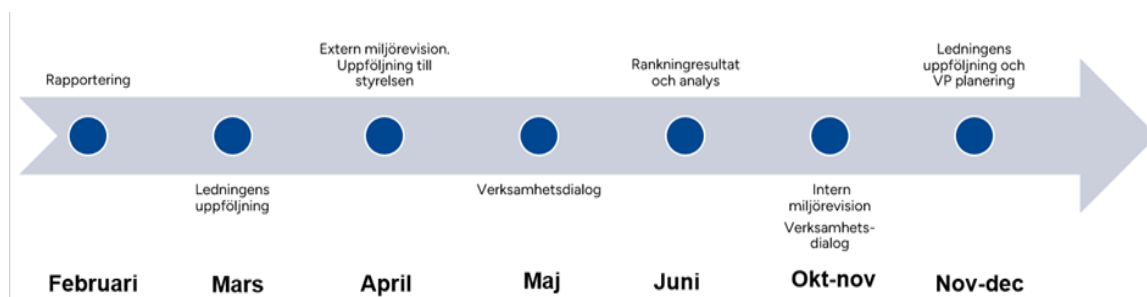 Rapportering
Extern miljörevision.
Uppföljning till
styrelsen
Rankningresultat
och analys
Ledningens
uppföljning och
VP planering
Ledningens
uppföljning
Verksamhetsdialog
Intern
miljörevision
Verksamhets-
dialog
Februari
Mars
April
Maj
Juni
Okt-nov
Nov-dec